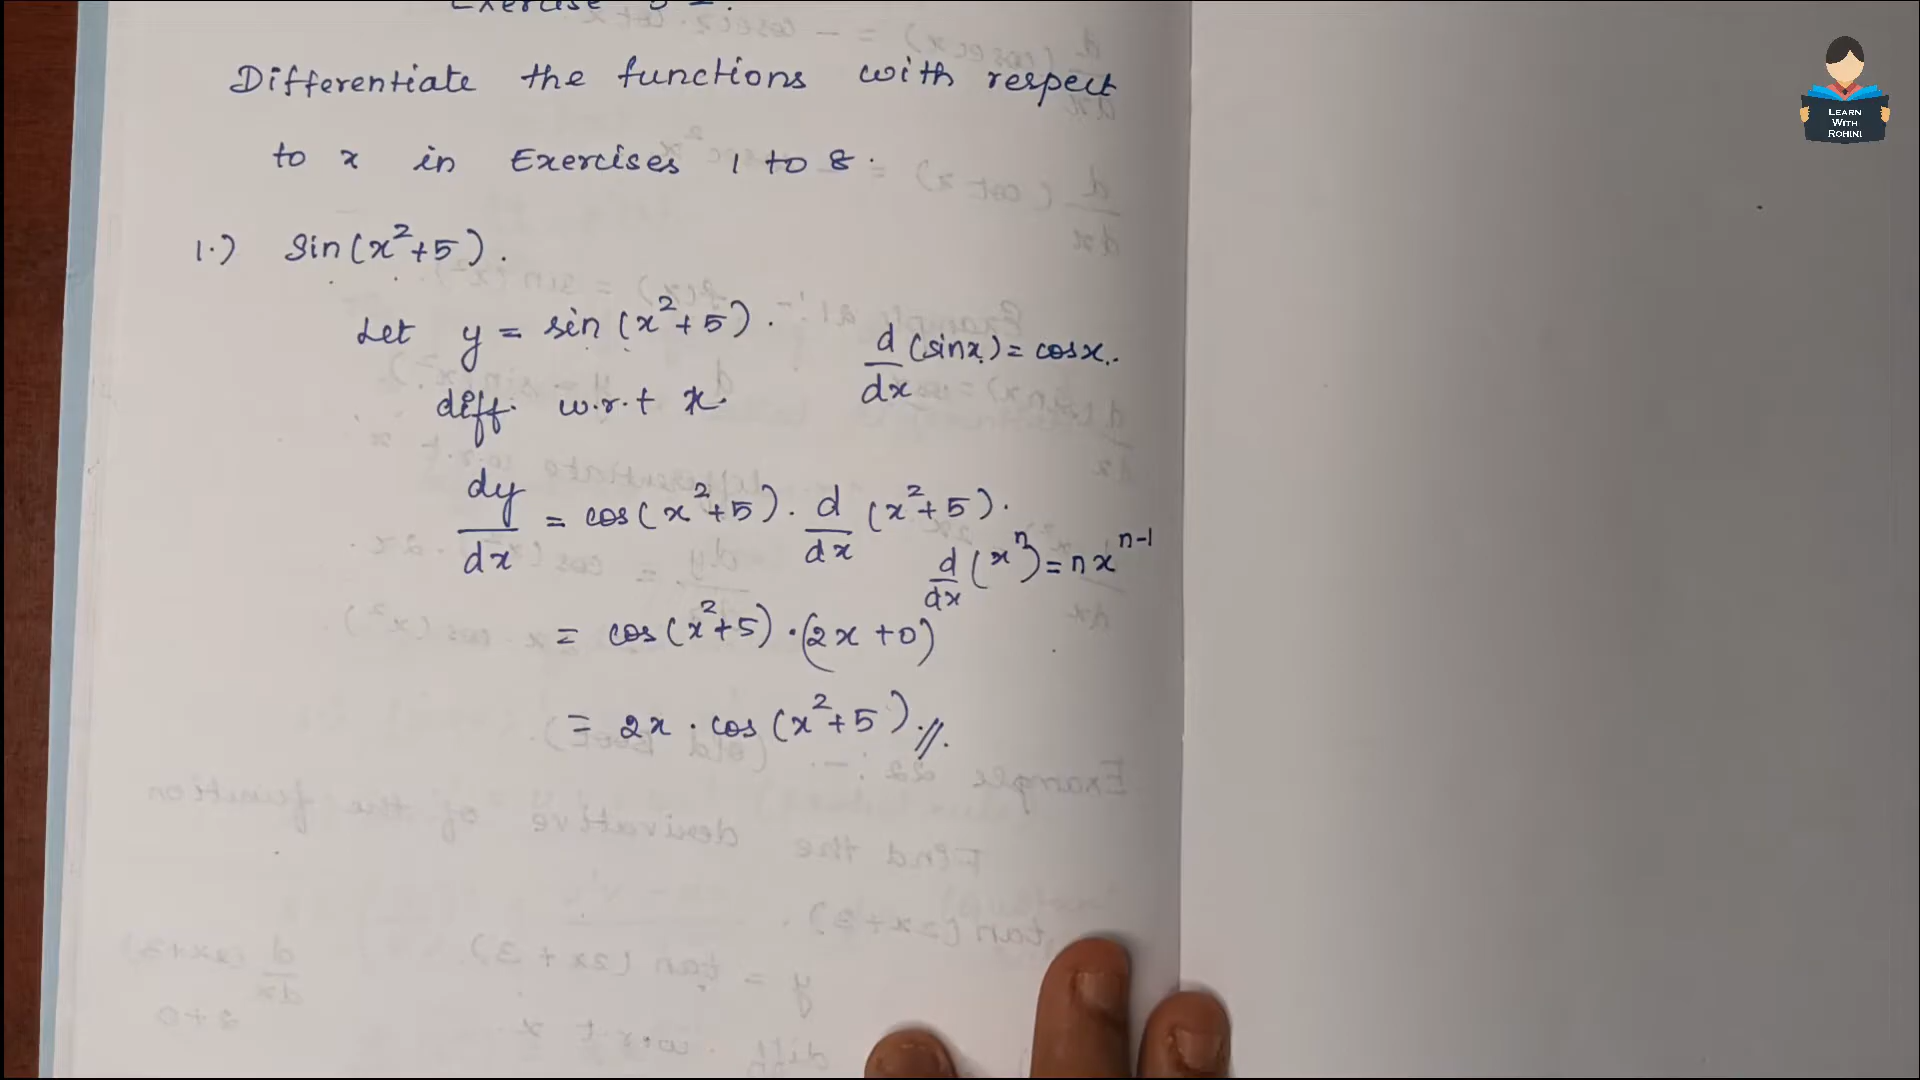 Differentiate the functions with respect
to x in Exercises 1 to 8.
1.) Sin(x²+5).
Let y = sin(x²+5).
d/dx (sinx) = cosx.
diff. w.r.t x.
dy/dx = cos(x²+5) . d/dx (x²+5).
d/dx (xⁿ) = nxⁿ⁻¹
= cos(x²+5) . (2x+0)
= 2x . cos(x²+5).//.
LEARN
WITH
ROHINI